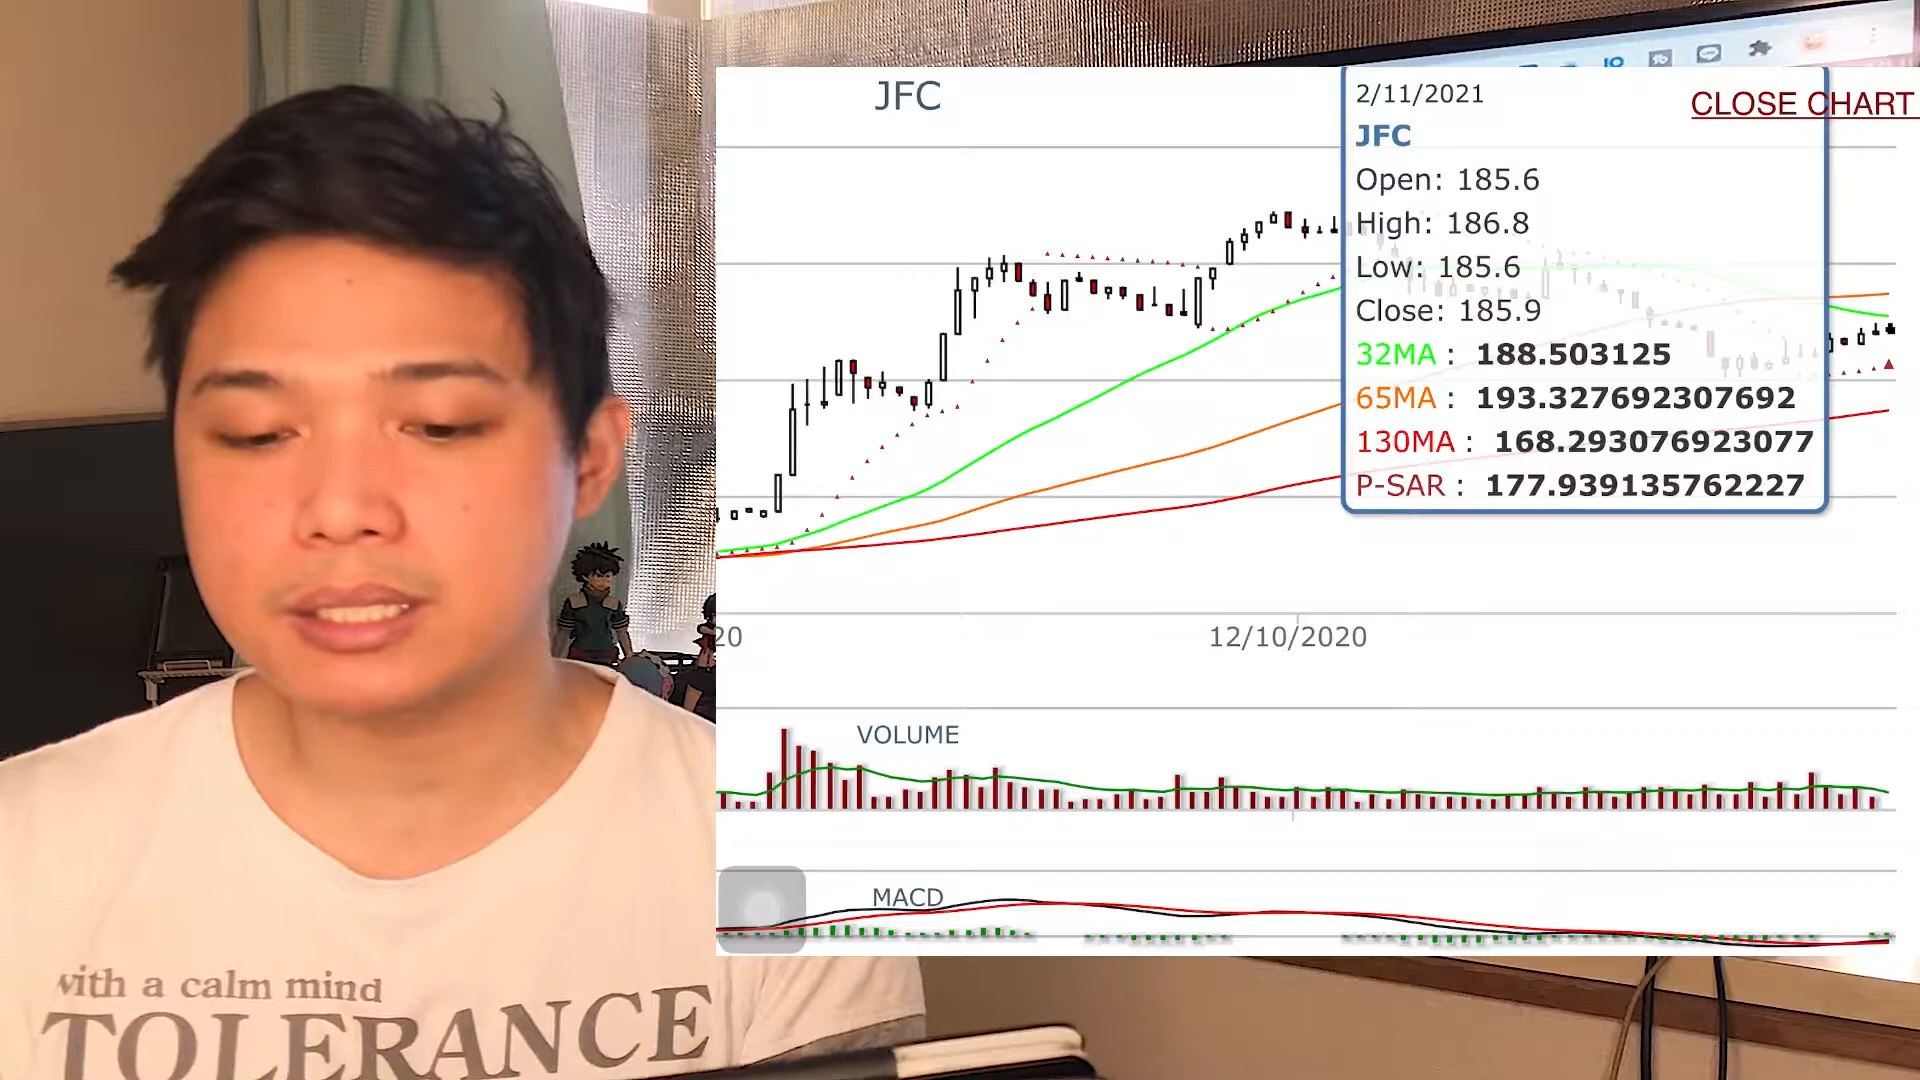 JFC
2/11/2021
CLOSE CHART
JFC
Open: 185.6
High: 186.8
Low: 185.6
Close: 185.9
32MA : 188.503125
65MA : 193.327692307692
130MA : 168.293076923077
P-SAR : 177.939135762227
20
12/10/2020
VOLUME
MACD
with a calm mind
TOLERANCE